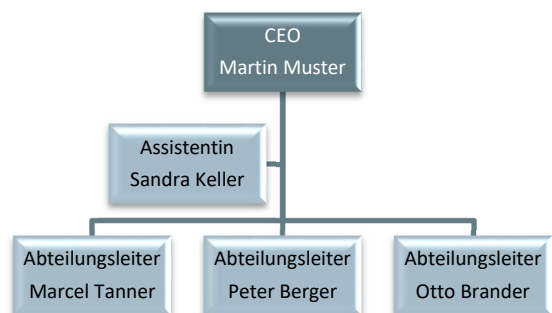 CEO
Martin Muster
Assistentin
Sandra Keller
Abteilungsleiter
Marcel Tanner
Abteilungsleiter
Peter Berger
Abteilungsleiter
Otto Brander